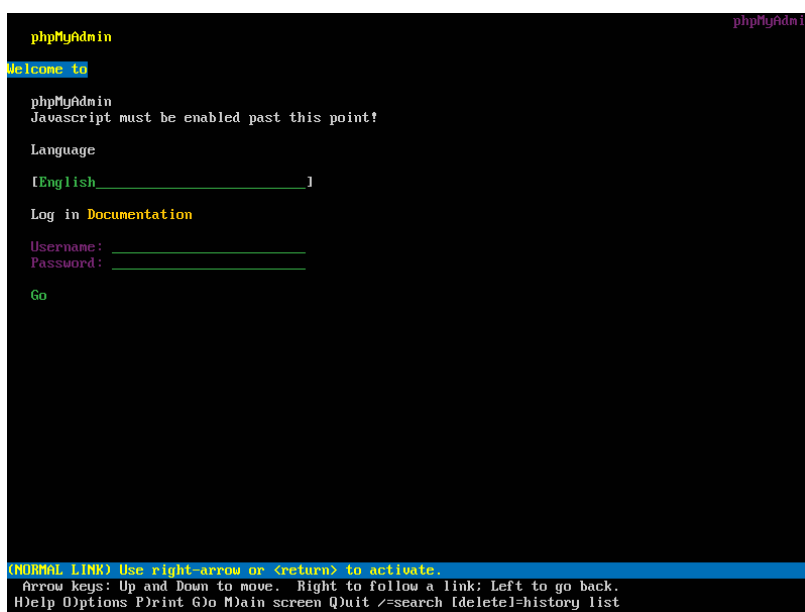 phpMyAdmi
phpMyAdmin
Welcome to
phpMyAdmin
Javascript must be enabled past this point!
Language
[English__________________________]
Log in Documentation
Username: ________________________
Password: ________________________
Go
(NORMAL LINK) Use right-arrow or <return> to activate.
Arrow keys: Up and Down to move.  Right to follow a link; Left to go back.
H)elp O)ptions P)rint G)o M)ain screen Q)uit /=search [delete]=history list